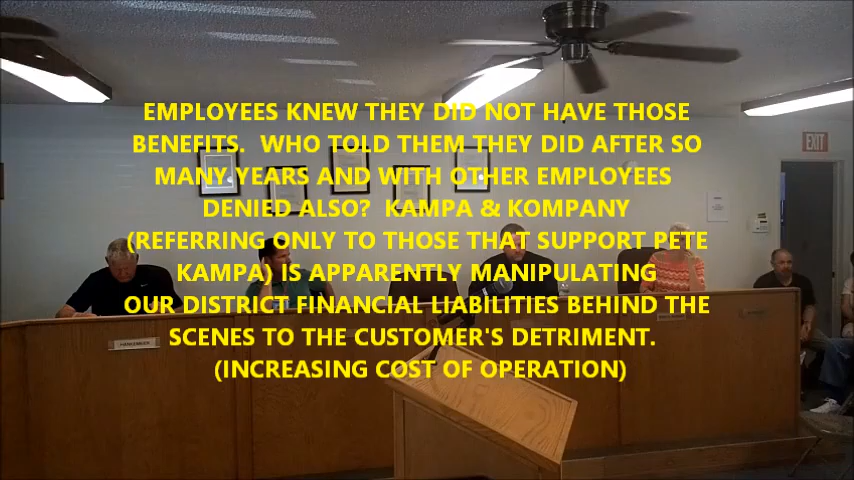 EMPLOYEES KNEW THEY DID NOT HAVE THOSE
BENEFITS.  WHO TOLD THEM THEY DID AFTER SO
MANY YEARS AND WITH OTHER EMPLOYEES
DENIED ALSO?  KAMPA & KOMPANY
(REFERRING ONLY TO THOSE THAT SUPPORT PETE
KAMPA) IS APPARENTLY MANIPULATING
OUR DISTRICT FINANCIAL LIABILITIES BEHIND THE
SCENES TO THE CUSTOMER'S DETRIMENT.
(INCREASING COST OF OPERATION)
EXIT